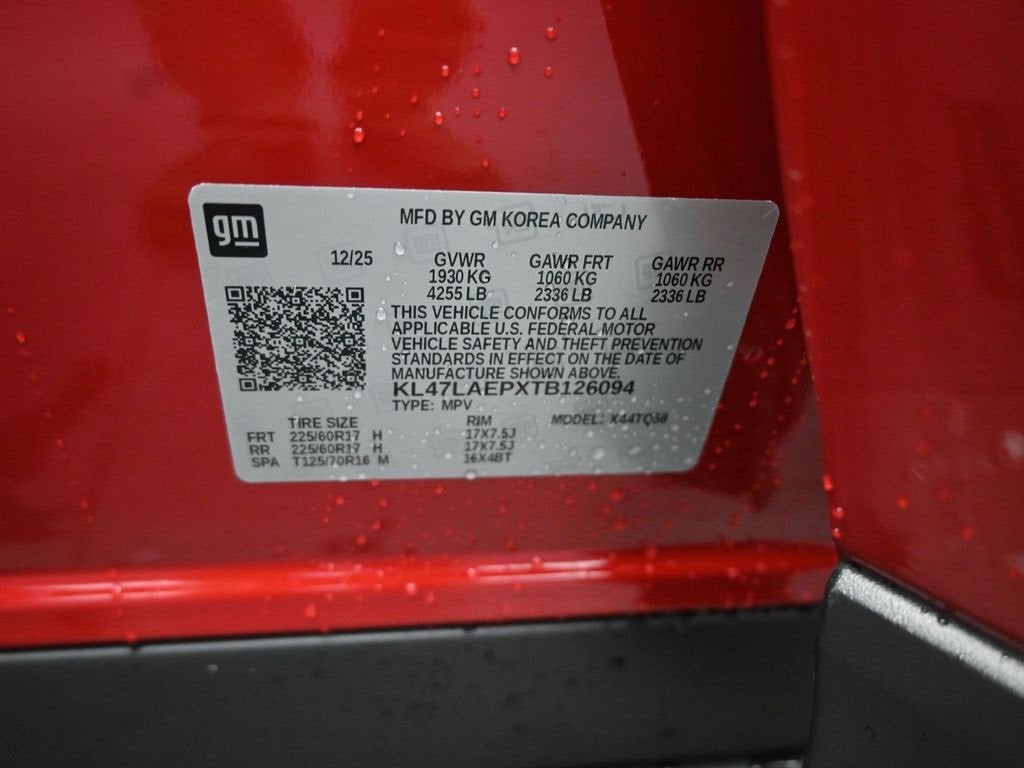 gm
MFD BY GM KOREA COMPANY
12/25
GVWR GAWR FRT GAWR RR
1930 KG 1060 KG 1060 KG
4255 LB 2336 LB 2336 LB
THIS VEHICLE CONFORMS TO ALL
APPLICABLE U.S. FEDERAL MOTOR
VEHICLE SAFETY AND THEFT PREVENTION
STANDARDS IN EFFECT ON THE DATE OF
MANUFACTURE SHOWN ABOVE.
KL47LAEPXTB126094
TYPE: MPV
TIRE SIZE RIM MODEL: X44TQ58
FRT 225/60R17 H 17X7.5J
RR 225/60R17 H 17X7.5J
SPA T125/70R16 M 16X4BT